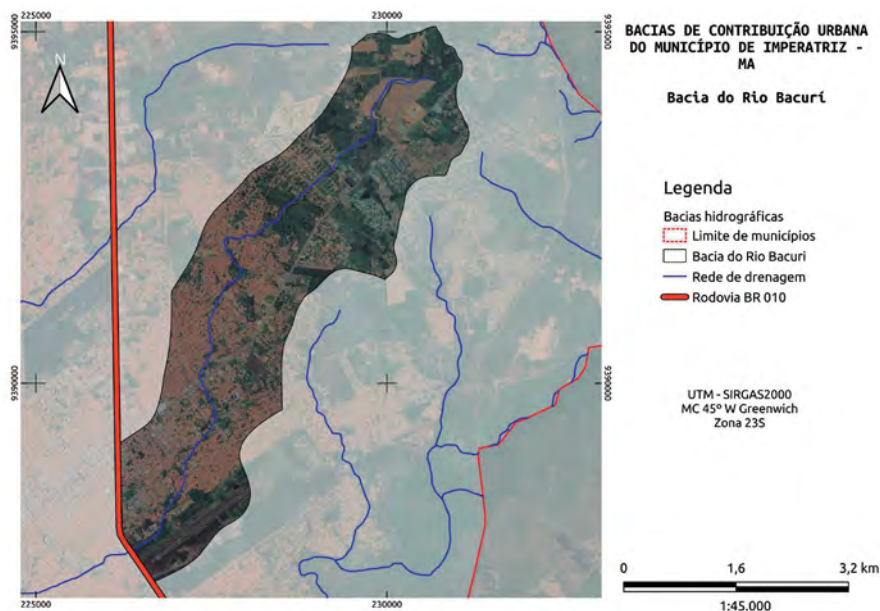 225000
230000
9395000
9395000
N
9390000
9390000
225000
230000
BACIAS DE CONTRIBUIÇÃO URBANA
DO MUNICÍPIO DE IMPERATRIZ -
MA
Bacia do Rio Bacurí
Legenda
Bacias hidrográficas
Limite de municípios
Bacia do Rio Bacuri
Rede de drenagem
Rodovia BR 010
UTM - SIRGAS2000
MC 45º W Greenwich
Zona 23S
0 1,6 3,2 km
1:45.000